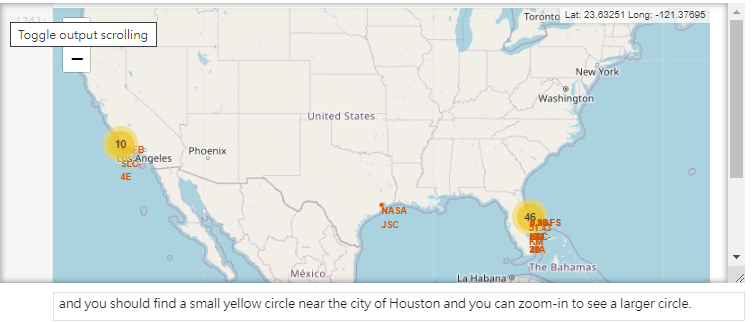 Toronto
Lat: 23.63251 Long: -121.37695
Toggle output scrolling
−
New York
Washington
United States
10
Phoenix
Los Angeles
SLC-
4E
NASA
JSC
46
KM
México
La Habana
The Bahamas
and you should find a small yellow circle near the city of Houston and you can zoom-in to see a larger circle.